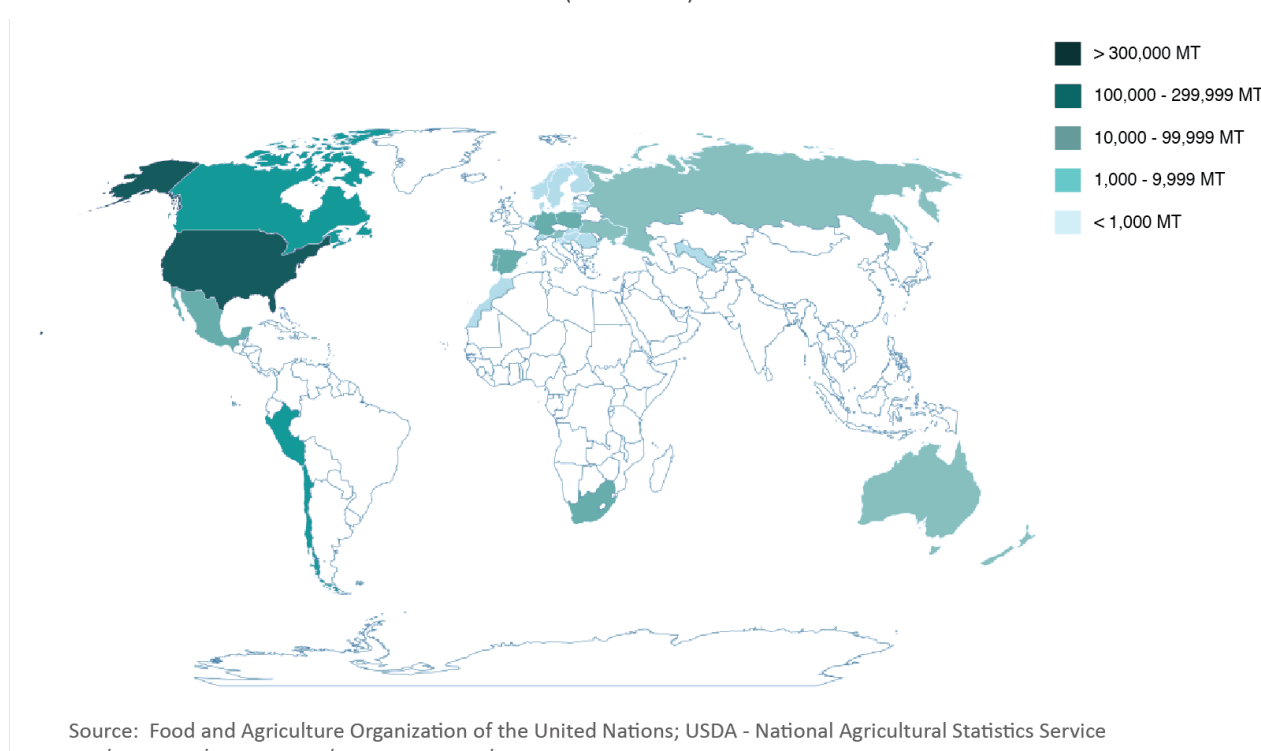 > 300,000 MT
100,000 - 299,999 MT
10,000 - 99,999 MT
1,000 - 9,999 MT
< 1,000 MT
Source: Food and Agriculture Organization of the United Nations; USDA - National Agricultural Statistics Service